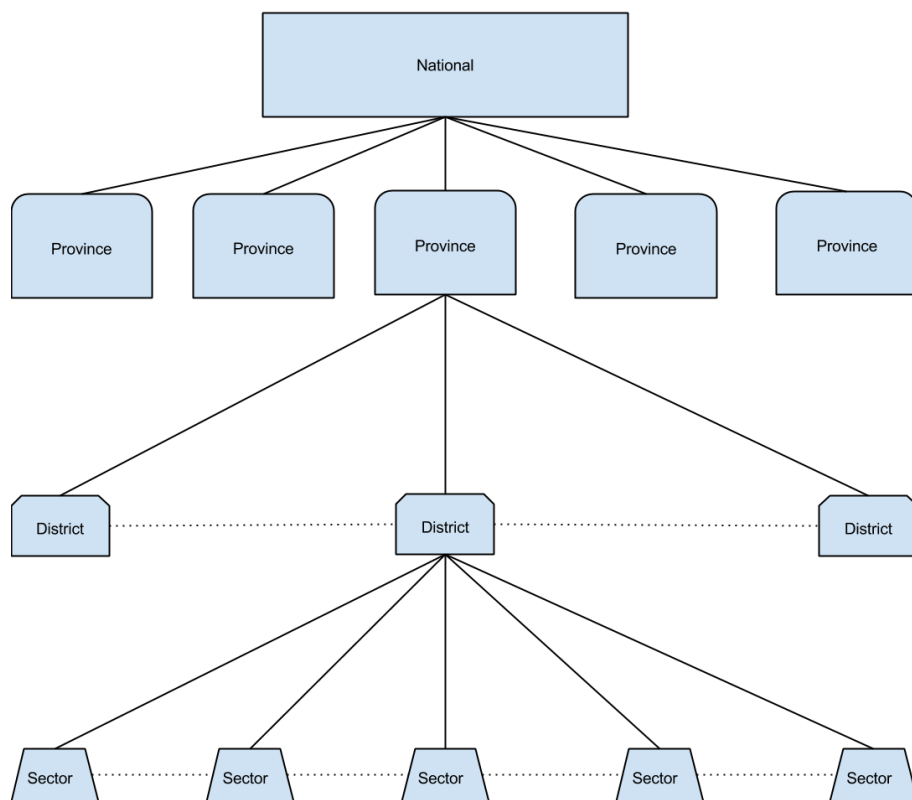 National
Province
Province
Province
Province
Province
District
District
District
Sector
Sector
Sector
Sector
Sector